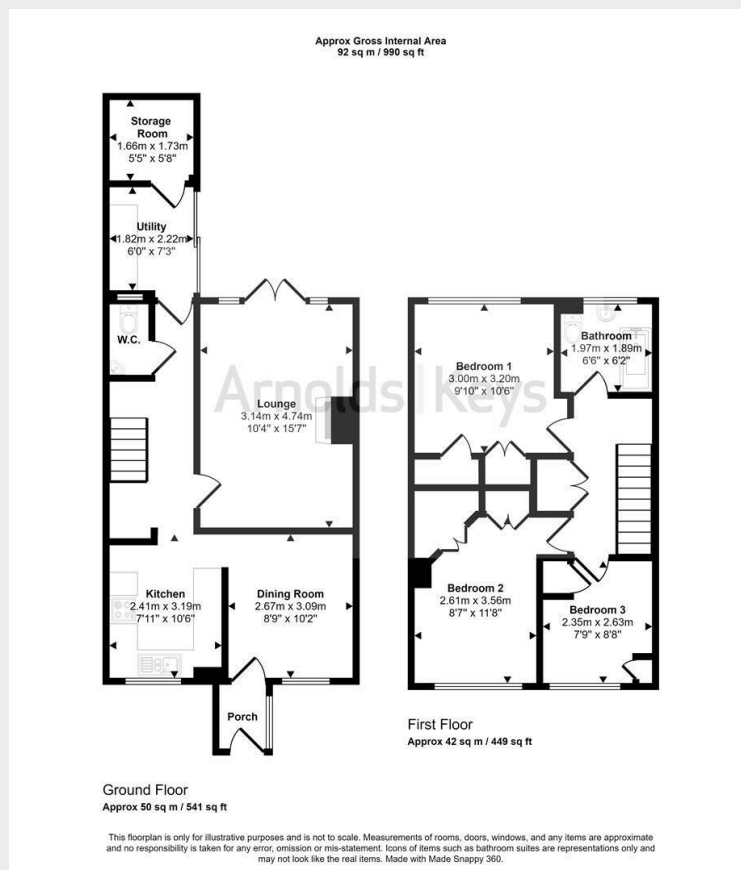 Approx Gross Internal Area
92 sq m / 990 sq ft
Storage
Room
1.66m x 1.73m
5'5" x 5'8"
Utility
1.82m x 2.22m
6'0" x 7'3"
W.C.
Lounge
3.14m x 4.74m
10'4" x 15'7"
Kitchen
2.41m x 3.19m
7'11" x 10'6"
Dining Room
2.67m x 3.09m
8'9" x 10'2"
Porch
Ground Floor
Approx 50 sq m / 541 sq ft
Bedroom 1
3.00m x 3.20m
9'10" x 10'6"
Bathroom
1.97m x 1.89m
6'6" x 6'2"
Bedroom 2
2.61m x 3.56m
8'7" x 11'8"
Bedroom 3
2.35m x 2.63m
7'9" x 8'8"
First Floor
Approx 42 sq m / 449 sq ft
Arnolds | Keys
This floorplan is only for illustrative purposes and is not to scale. Measurements of rooms, doors, windows, and any items are approximate
and no responsibility is taken for any error, omission or mis-statement. Icons of items such as bathroom suites are representations only and
may not look like the real items. Made with Made Snappy 360.